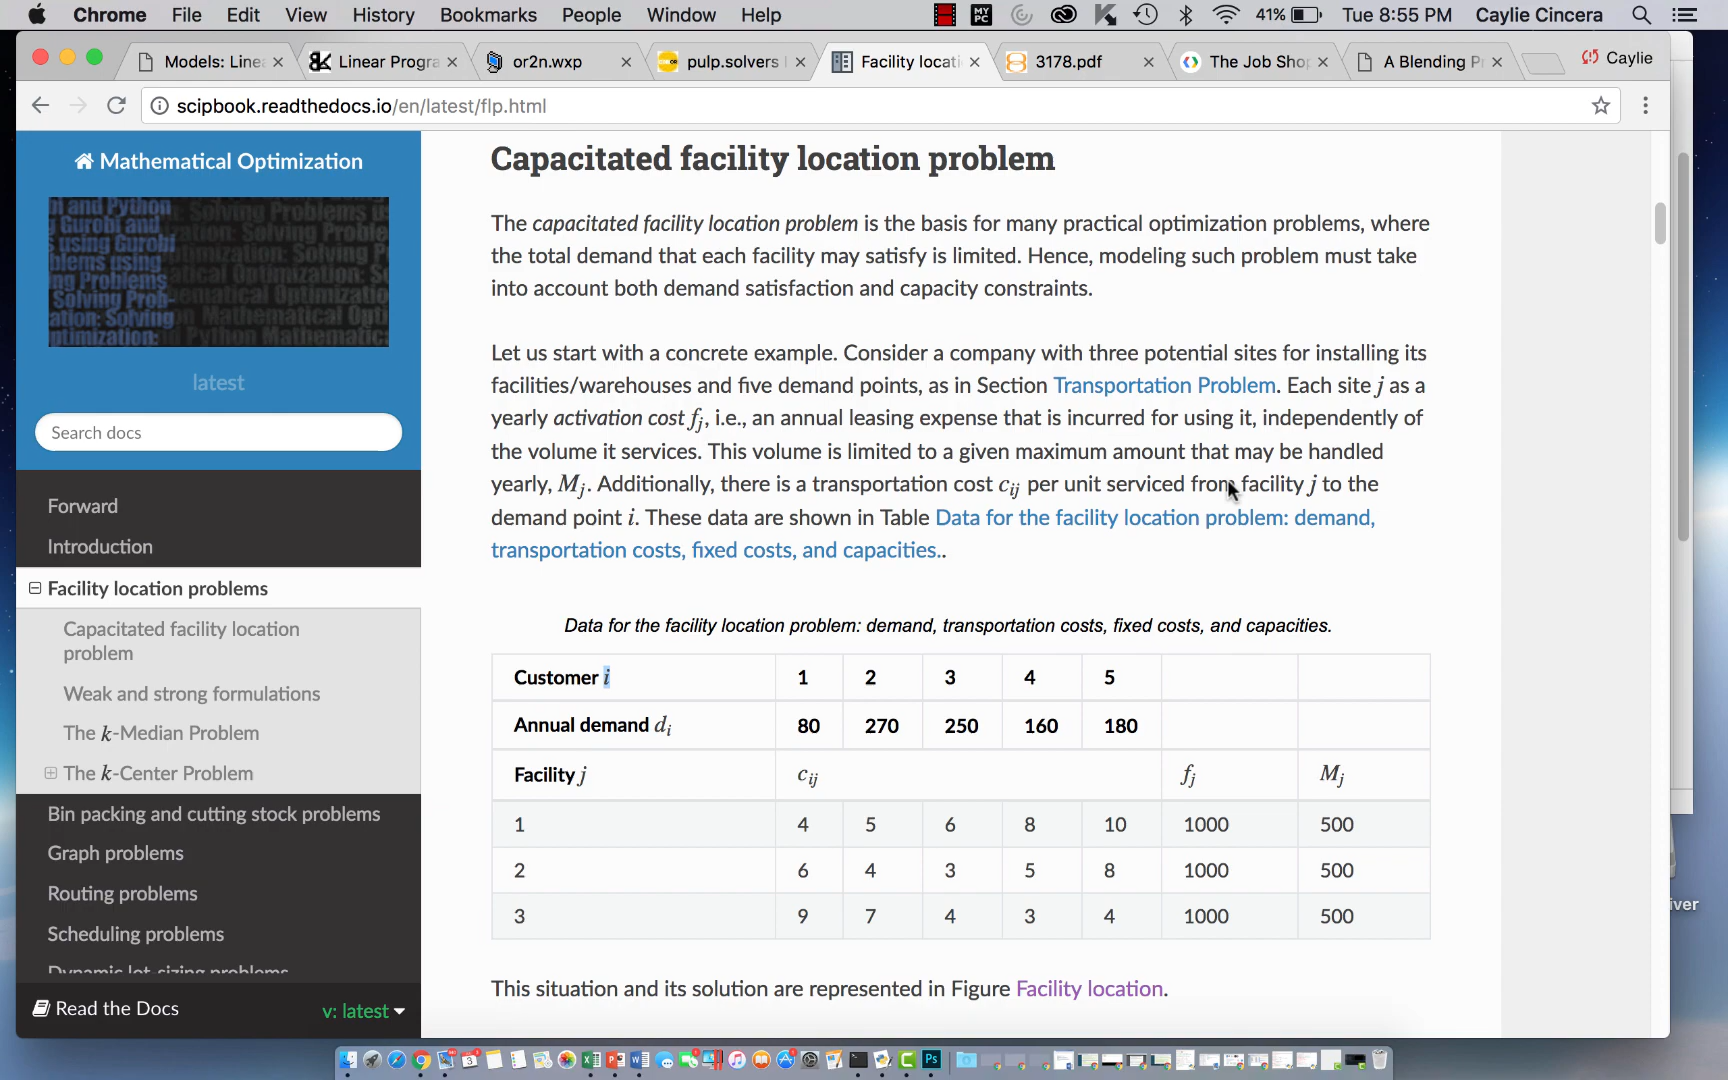 Chrome File Edit View History Bookmarks People Window Help 41% Tue 8:55 PM Caylie Cincera
Models: Linea Linear Progra or2n.wxp pulp.solvers Facility locati 3178.pdf The Job Sho A Blending P Caylie
scipbook.readthedocs.io/en/latest/flp.html
Mathematical Optimization
latest
Search docs
Forward
Introduction
Facility location problems
Capacitated facility location
problem
Weak and strong formulations
The k-Median Problem
The k-Center Problem
Bin packing and cutting stock problems
Graph problems
Routing problems
Scheduling problems
Dynamic lot-sizing problems
Read the Docs v: latest
Capacitated facility location problem
The capacitated facility location problem is the basis for many practical optimization problems, where
the total demand that each facility may satisfy is limited. Hence, modeling such problem must take
into account both demand satisfaction and capacity constraints.
Let us start with a concrete example. Consider a company with three potential sites for installing its
facilities/warehouses and five demand points, as in Section Transportation Problem. Each site j as a
yearly activation cost fj, i.e., an annual leasing expense that is incurred for using it, independently of
the volume it services. This volume is limited to a given maximum amount that may be handled
yearly, Mj. Additionally, there is a transportation cost cij per unit serviced from facility j to the
demand point i. These data are shown in Table Data for the facility location problem: demand,
transportation costs, fixed costs, and capacities..
Data for the facility location problem: demand, transportation costs, fixed costs, and capacities.
Customer i 1 2 3 4 5
Annual demand di 80 270 250 160 180
Facility j cij fj Mj
1 4 5 6 8 10 1000 500
2 6 4 3 5 8 1000 500
3 9 7 4 3 4 1000 500
This situation and its solution are represented in Figure Facility location.
iver